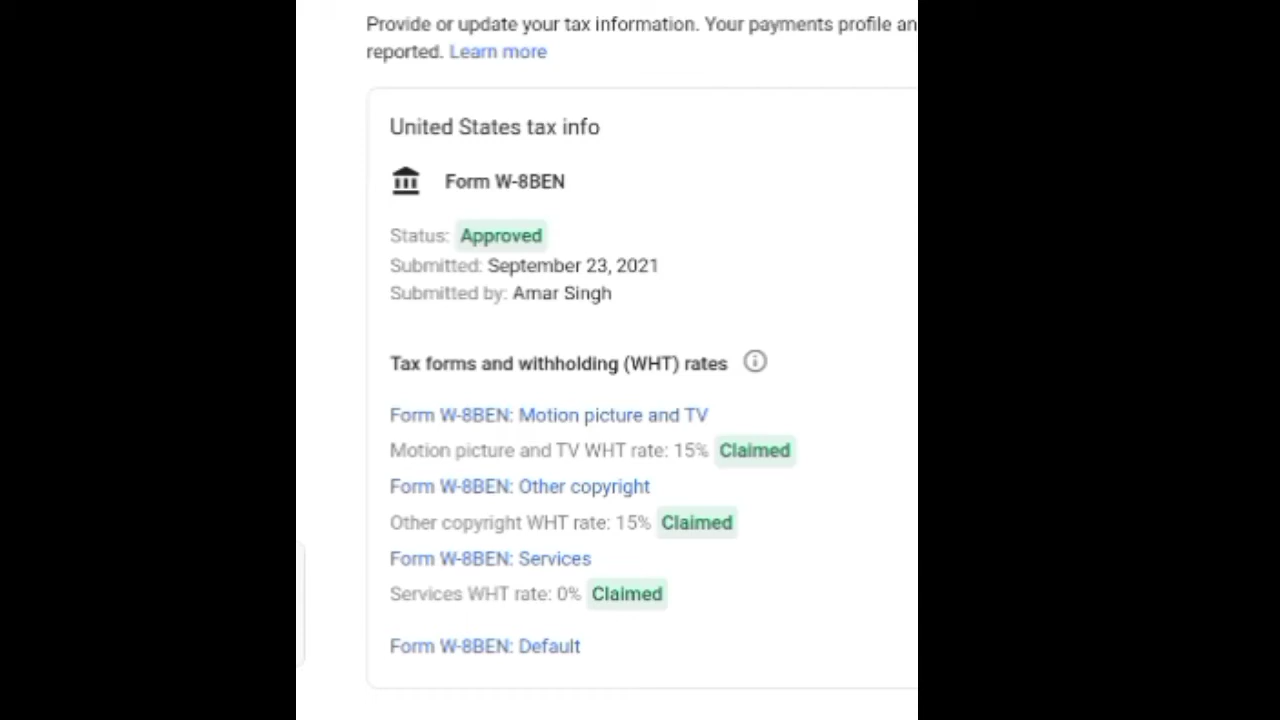 Provide or update your tax information. Your payments profile an
reported. Learn more
United States tax info
Form W-8BEN
Status: Approved
Submitted: September 23, 2021
Submitted by: Amar Singh
Tax forms and withholding (WHT) rates
Form W-8BEN: Motion picture and TV
Motion picture and TV WHT rate: 15% Claimed
Form W-8BEN: Other copyright
Other copyright WHT rate: 15% Claimed
Form W-8BEN: Services
Services WHT rate: 0% Claimed
Form W-8BEN: Default